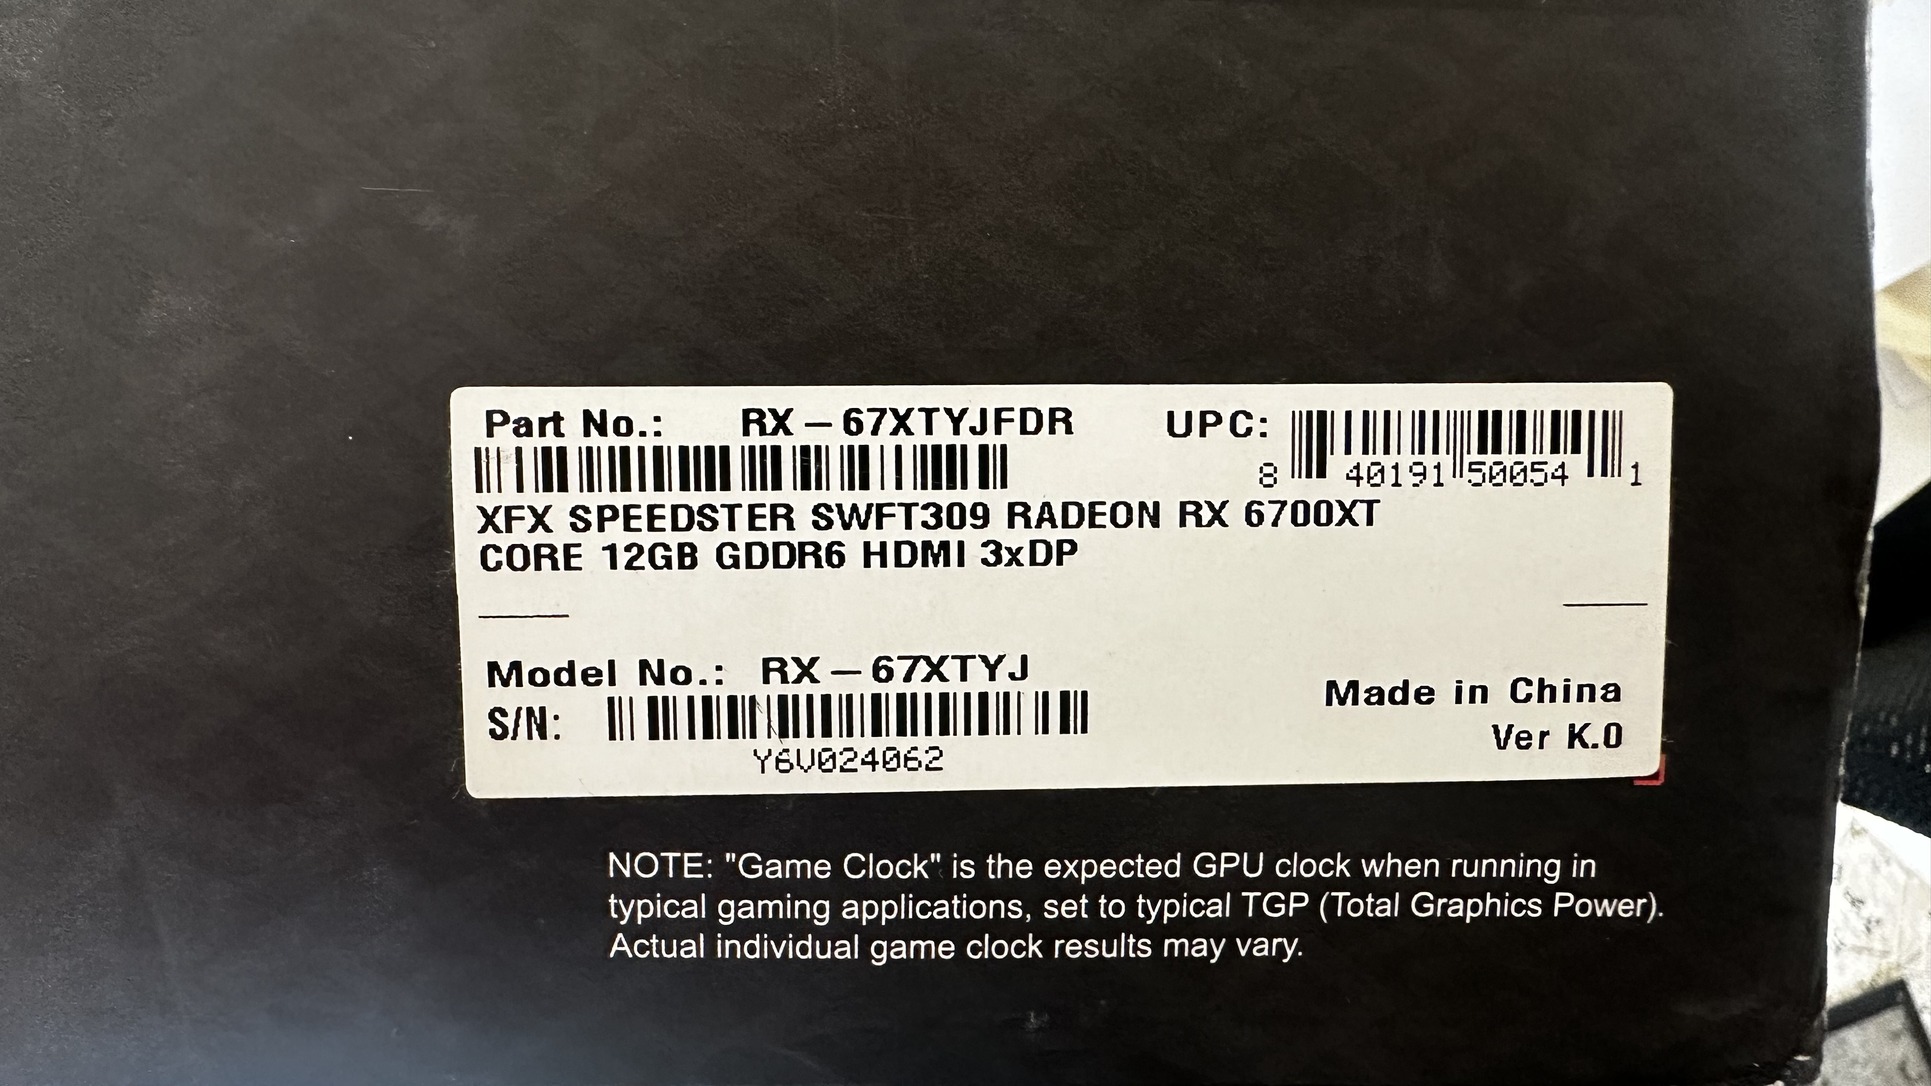 Part No.: RX-67XTYJFDR UPC:
8 40191 50054 1
XFX SPEEDSTER SWFT309 RADEON RX 6700XT
CORE 12GB GDDR6 HDMI 3xDP
Model No.: RX-67XTYJ
Made in China
S/N:
Ver K.0
Y6V024062
NOTE: "Game Clock" is the expected GPU clock when running in
typical gaming applications, set to typical TGP (Total Graphics Power).
Actual individual game clock results may vary.